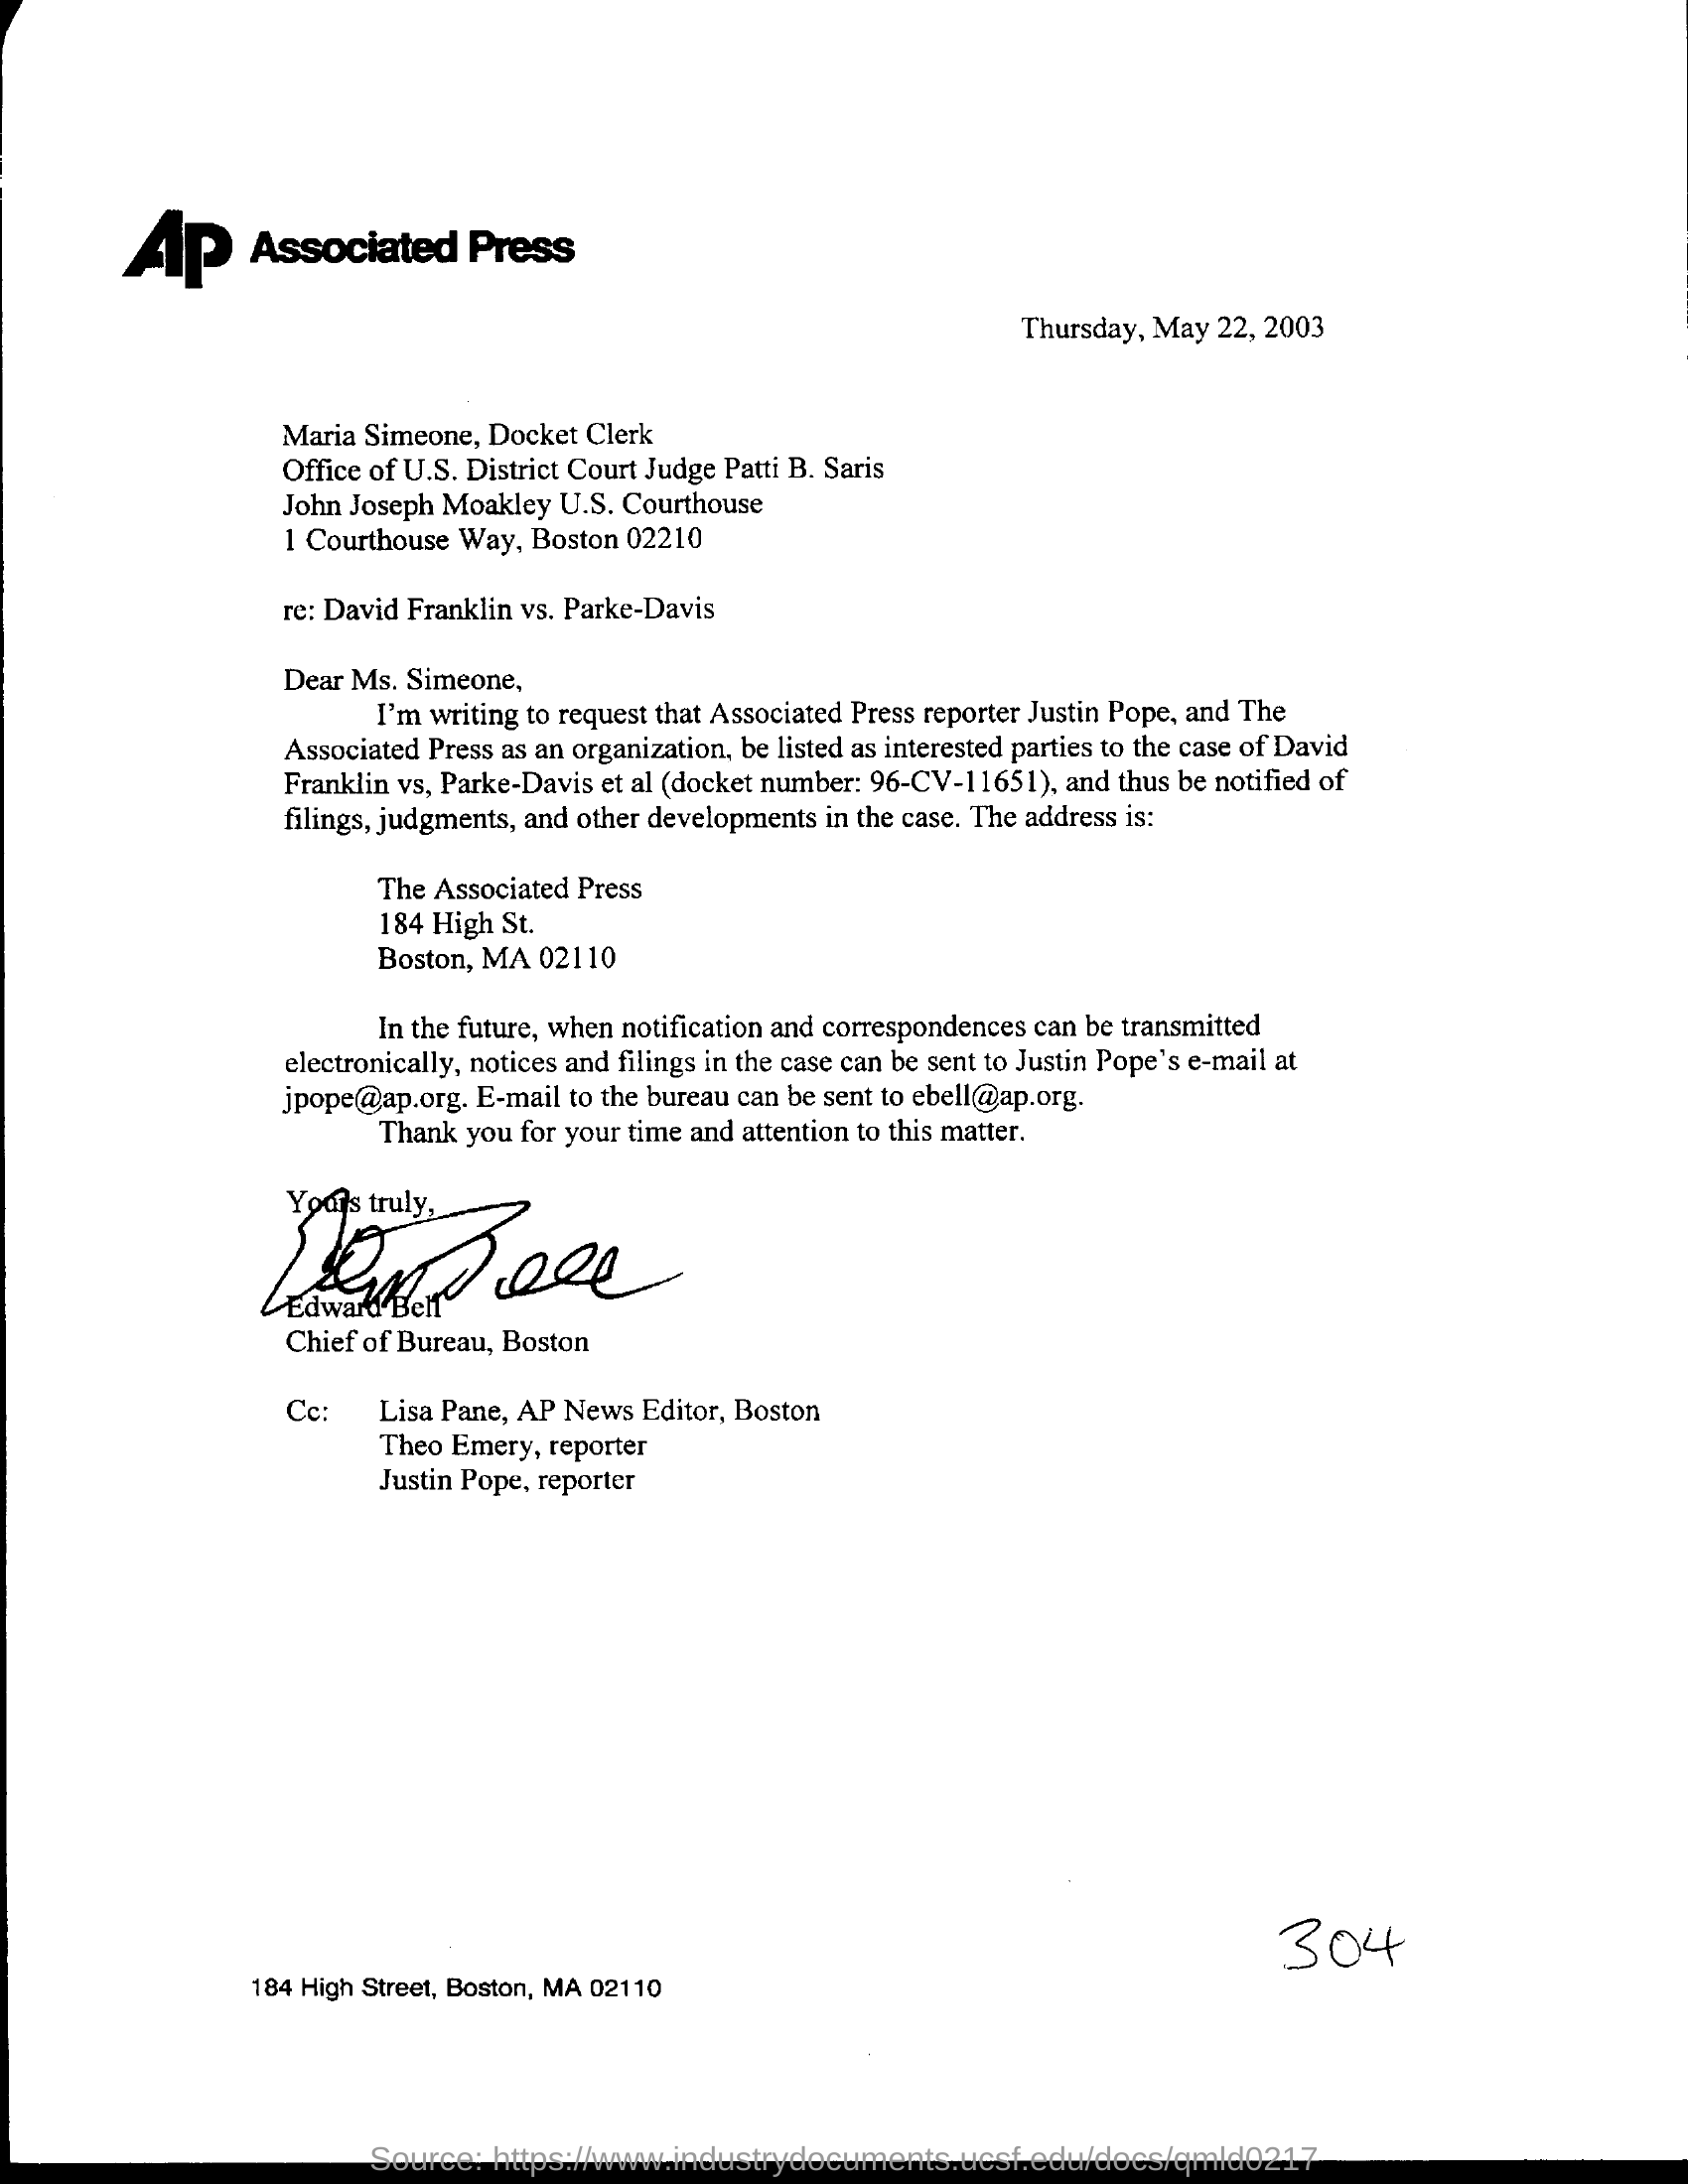 AP Associated Press
Thursday, May 22, 2003
Maria Simeone, Docket Clerk
Office of U.S. District Court Judge Patti B. Saris
John Joseph Moakley U.S. Courthouse
1 Courthouse Way, Boston 02210
re: David Franklin vs. Parke-Davis
Dear Ms. Simeone,
I'm writing to request that Associated Press reporter Justin Pope, and The
Associated Press as an organization, be listed as interested parties to the case of David
Franklin vs, Parke-Davis et al (docket number: 96-CV-11651), and thus be notified of
filings, judgments, and other developments in the case. The address is:
The Associated Press
184 High St.
Boston, MA 02110
In the future, when notification and correspondences can be transmitted
electronically, notices and filings in the case can be sent to Justin Pope's e-mail at
jpope@ap.org. E-mail to the bureau can be sent to ebell@ap.org.
Thank you for your time and attention to this matter.
Yours truly,
Edward Bell
Chief of Bureau, Boston
Cc: Lisa Pane, AP News Editor, Boston
Theo Emery, reporter
Justin Pope, reporter
304
184 High Street, Boston, MA 02110
Source: https://www.industrydocuments.ucsf.edu/docs/qmld0217